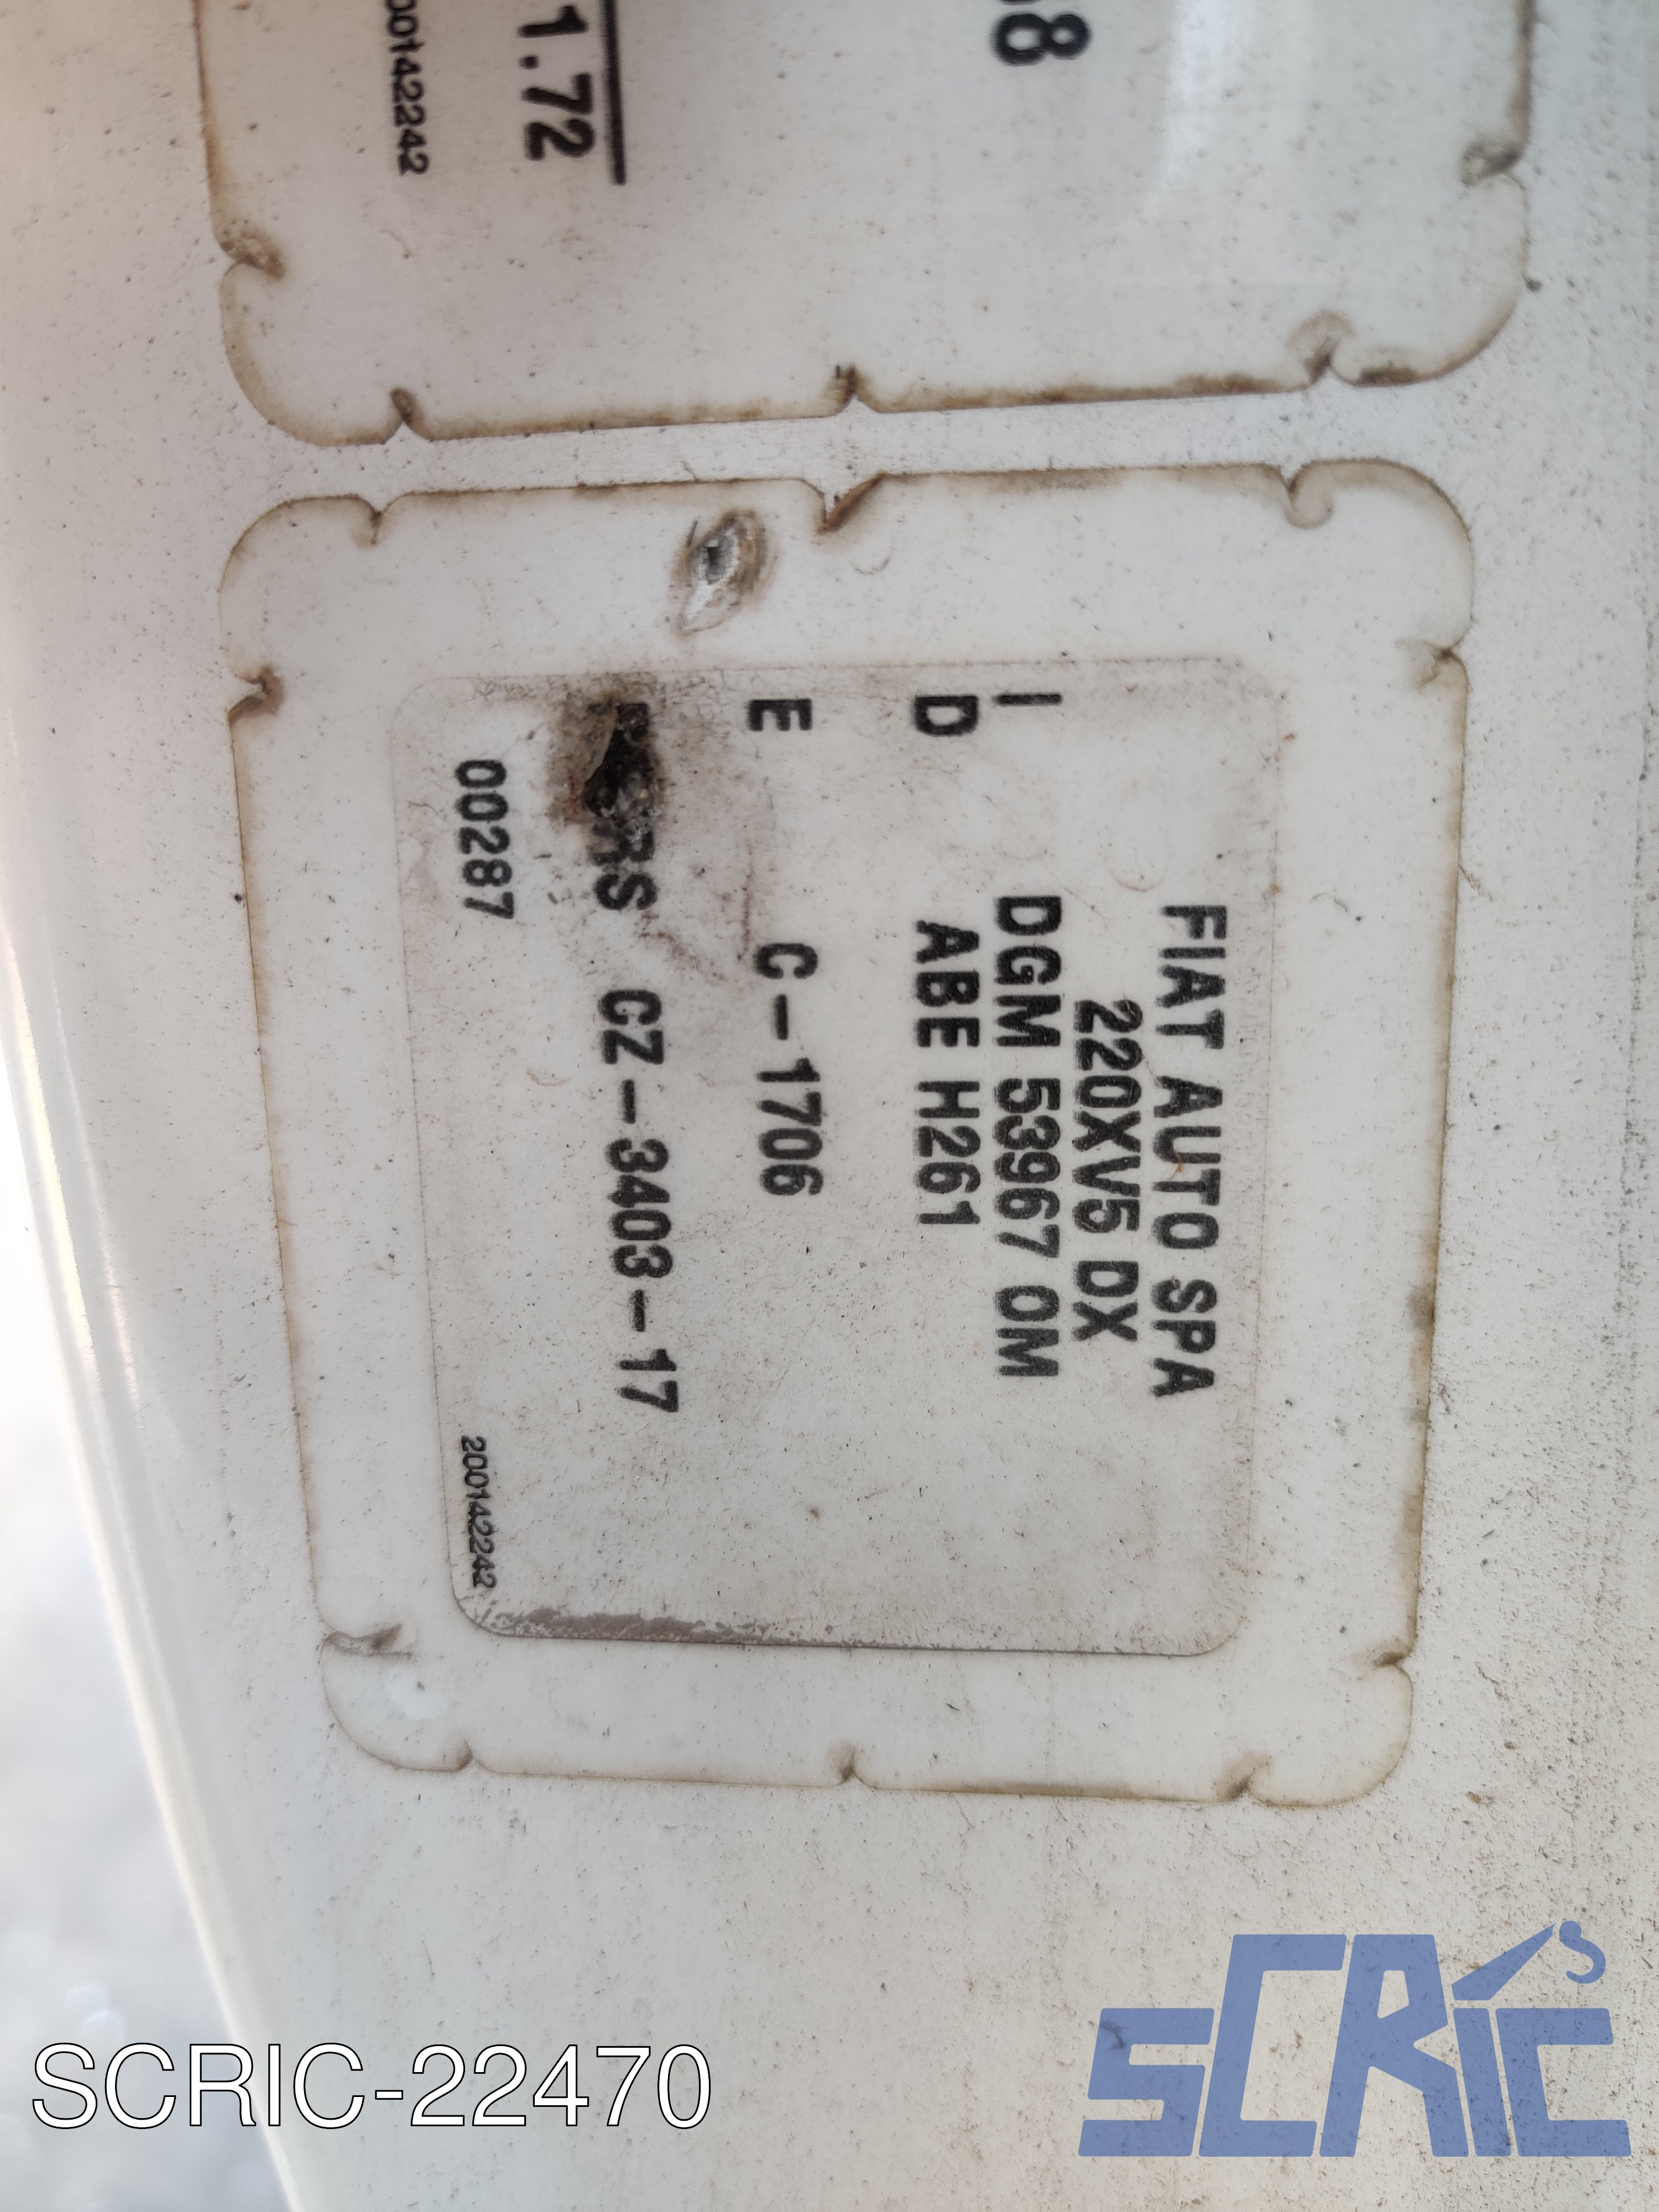 1.72
68
FIAT AUTO SPA
220XV5 DX
I DGM 53967 OM
D ABE H261
E C-1706
CZ-3403-17
00287
200142242
SCRIC-22470
SCRIC'S